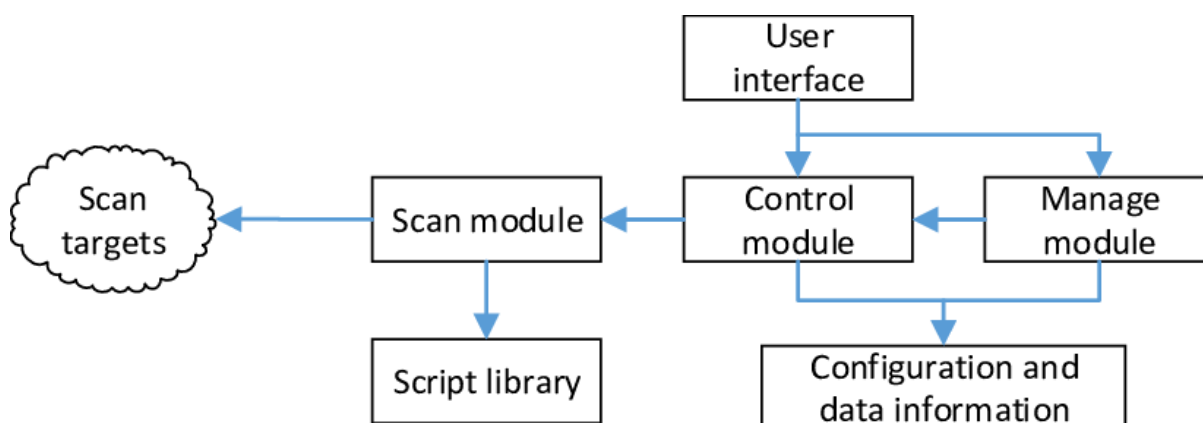 User
interface
Scan
targets
Scan module
Control
module
Manage
module
Script library
Configuration and
data information